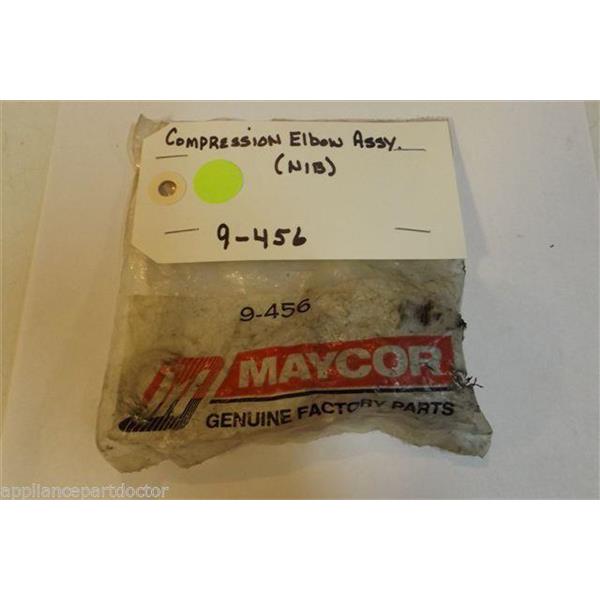 COMPRESSION Elbow Assy.
(NIB)
9-456
9-456
MAYCOR
GENUINE FACTORY PARTS
appliancepartdoctor